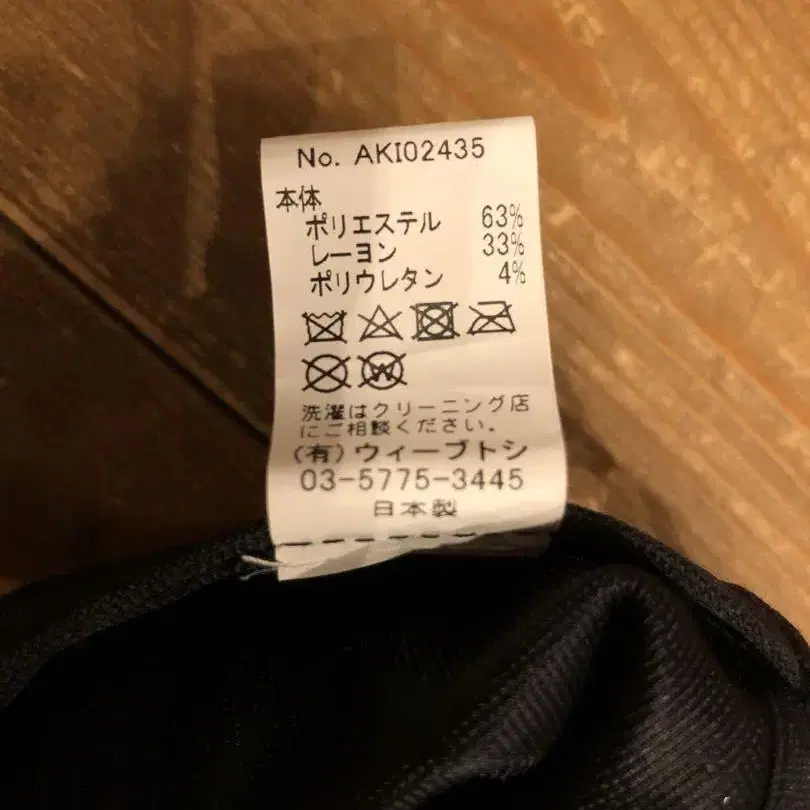 No. AKI02435
本体
ポリエステル 63%
レーヨン 33%
ポリウレタン 4%
洗濯はクリーニング店
にご相談ください。
(有)ウィーブトシ
03-5775-3445
日本製